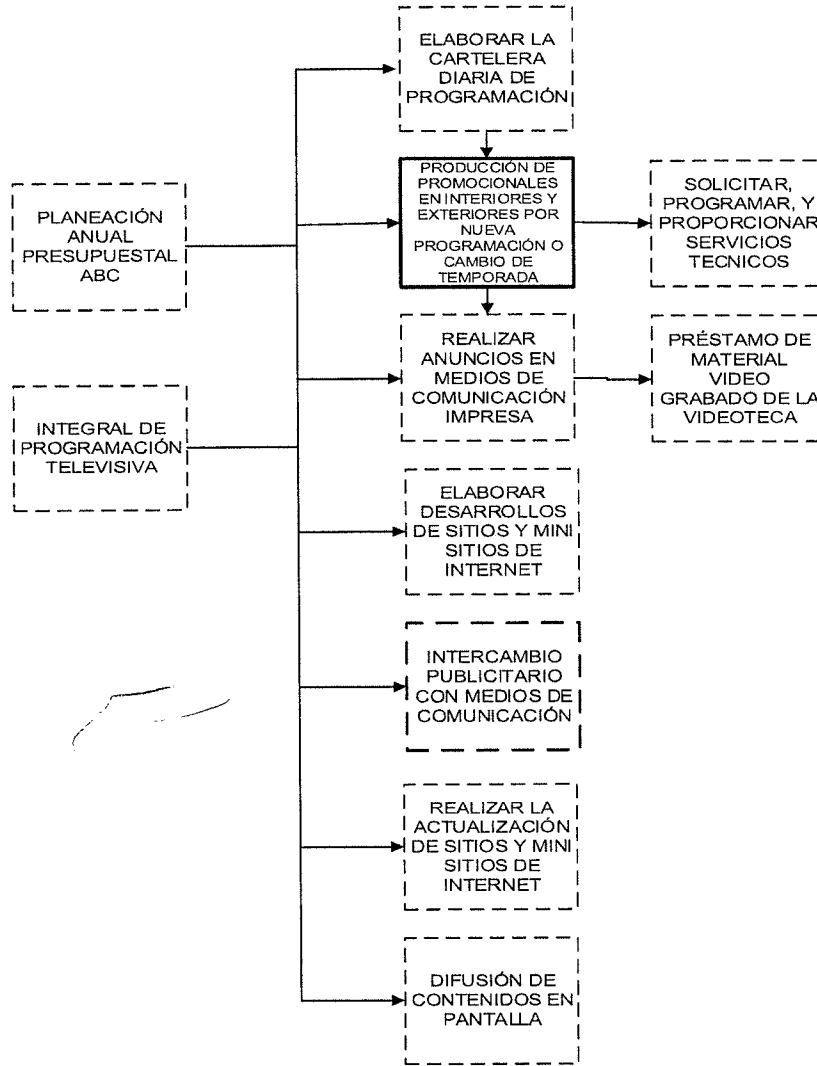 ELABORAR LA
CARTELERA
DIARIA DE
PROGRAMACIÓN
PLANEACIÓN
ANUAL
PRESUPUESTAL
ABC
PRODUCCIÓN DE
PROMOCIONALES
EN INTERIORES Y
EXTERIORES POR
NUEVA
PROGRAMACIÓN O
CAMBIO DE
TEMPORADA
SOLICITAR,
PROGRAMAR, Y
PROPORCIONAR
SERVICIOS
TECNICOS
INTEGRAL DE
PROGRAMACIÓN
TELEVISIVA
REALIZAR
ANUNCIOS EN
MEDIOS DE
COMUNICACIÓN
IMPRESA
PRÉSTAMO DE
MATERIAL
VIDEO
GRABADO DE LA
VIDEOTECA
ELABORAR
DESARROLLOS
DE SITIOS Y MINI
SITIOS DE
INTERNET
INTERCAMBIO
PUBLICITARIO
CON MEDIOS DE
COMUNICACIÓN
REALIZAR LA
ACTUALIZACIÓN
DE SITIOS Y MINI
SITIOS DE
INTERNET
DIFUSIÓN DE
CONTENIDOS EN
PANTALLA